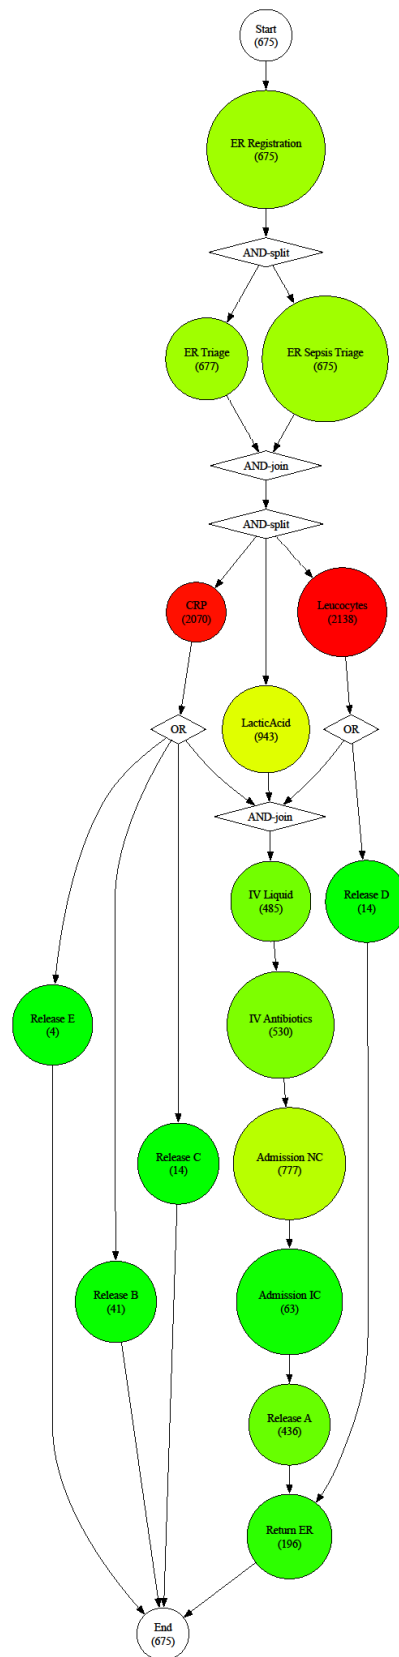 Start
(675)
ER Registration
(675)
AND-split
ER Triage
(677)
ER Sepsis Triage
(675)
AND-join
AND-split
CRP
(2070)
Leucocytes
(2138)
OR
LacticAcid
(943)
OR
AND-join
IV Liquid
(485)
Release D
(14)
Release E
(4)
IV Antibiotics
(530)
Release C
(14)
Admission NC
(777)
Release B
(41)
Admission IC
(63)
Release A
(436)
Return ER
(196)
End
(675)